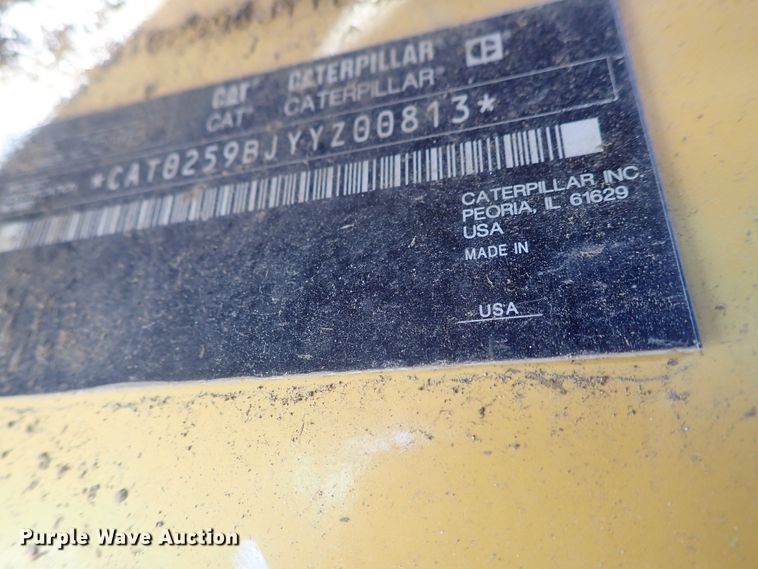 CAT CATERPILLAR
CAT CATERPILLAR
*CAT0259BJYYZ00813*
CATERPILLAR INC.
PEORIA, IL 61629
USA
MADE IN
USA
Purple Wave Auction